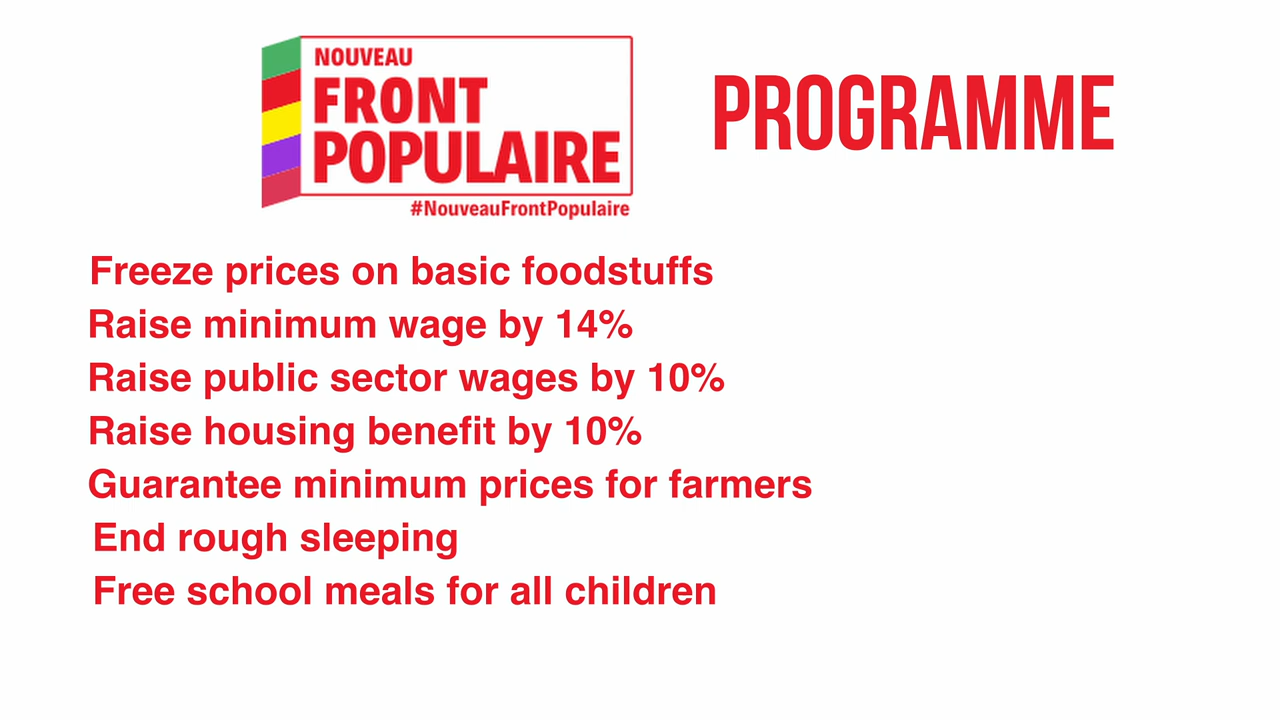 NOUVEAU
FRONT
POPULAIRE
#NouveauFrontPopulaire
PROGRAMME
Freeze prices on basic foodstuffs
Raise minimum wage by 14%
Raise public sector wages by 10%
Raise housing benefit by 10%
Guarantee minimum prices for farmers
End rough sleeping
Free school meals for all children